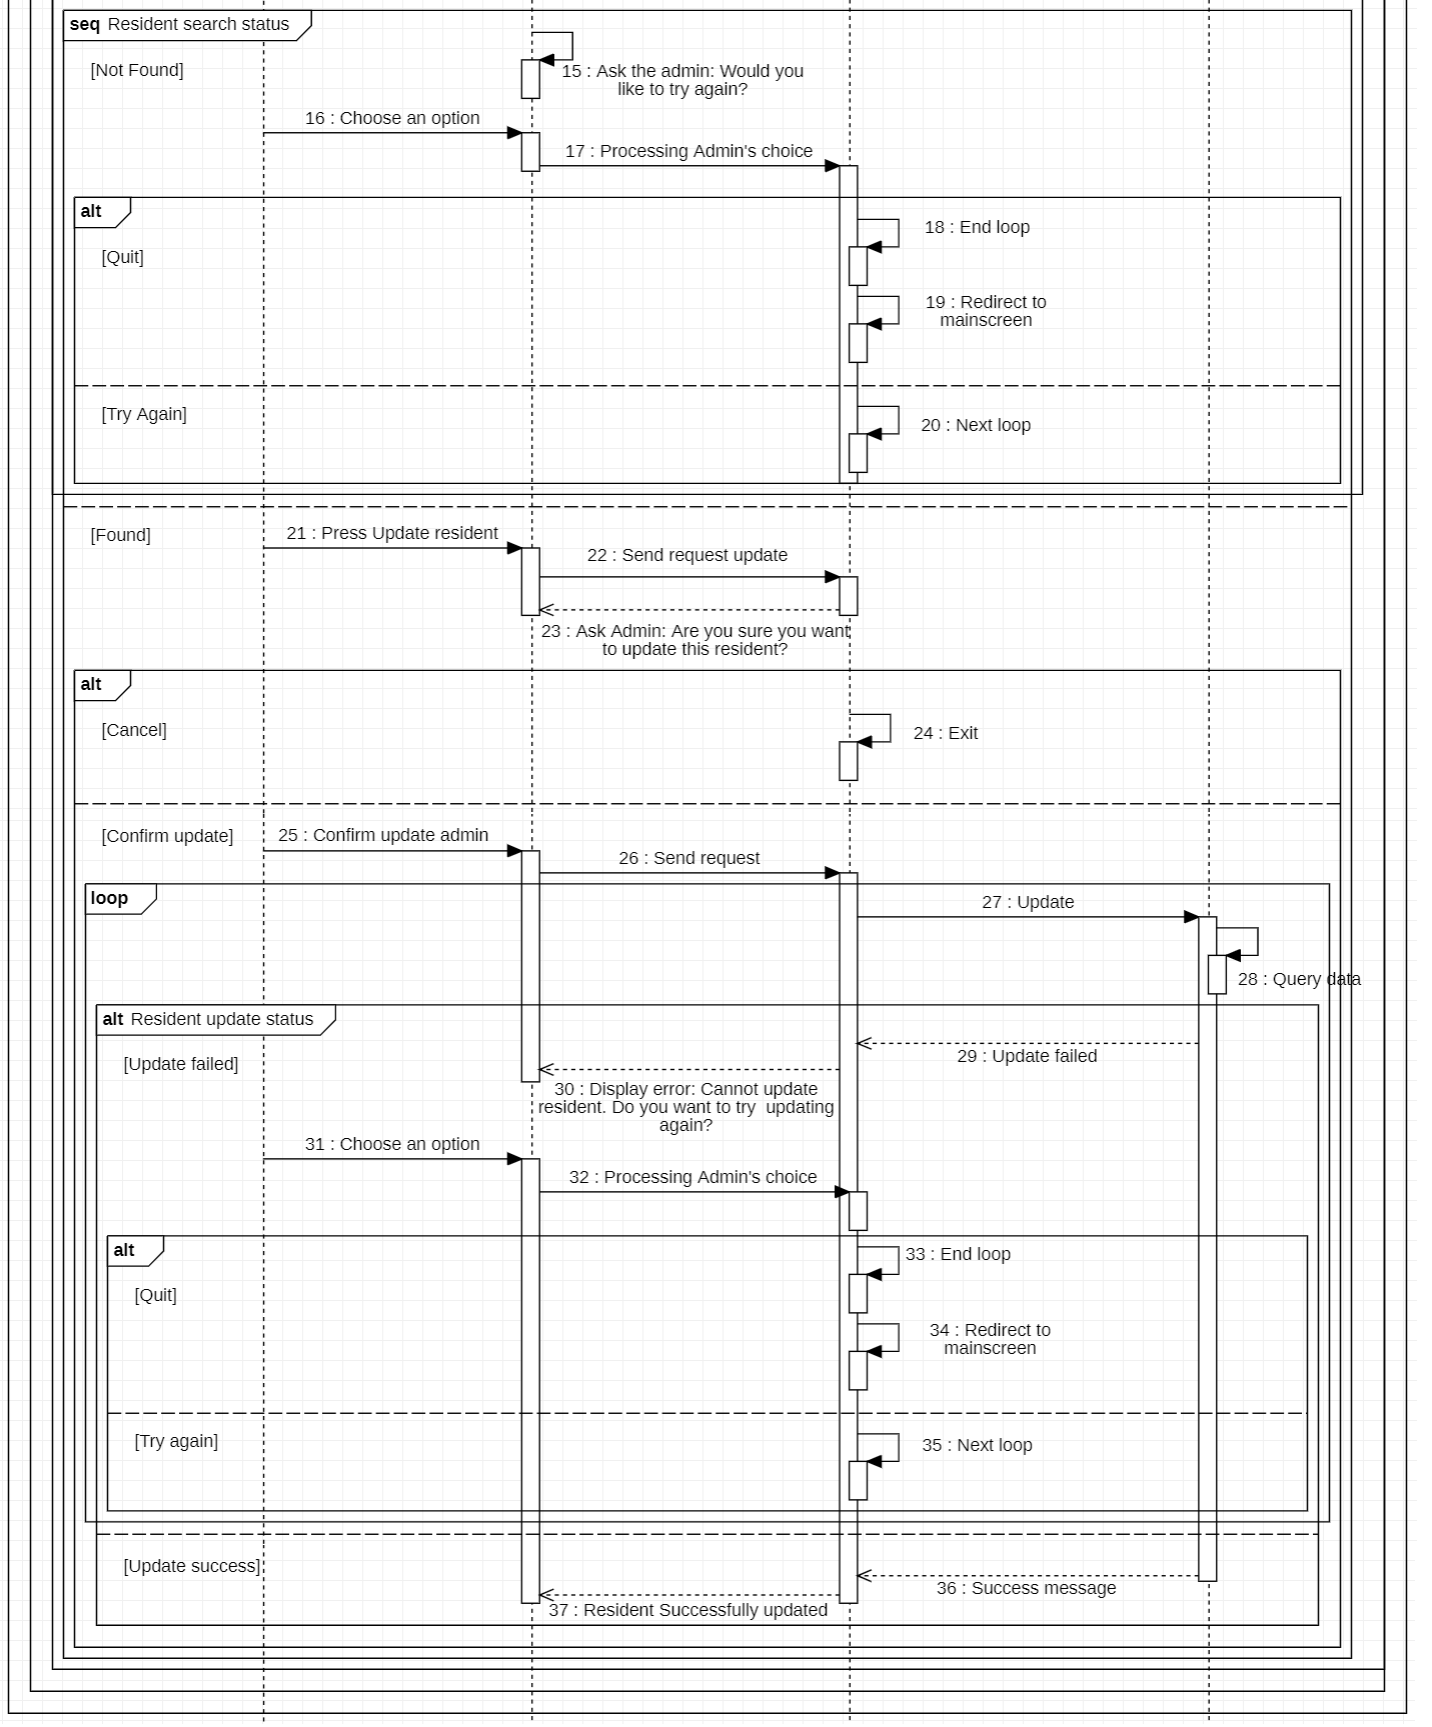 seq Resident search status
[Not Found]
15 : Ask the admin: Would you
like to try again?
16 : Choose an option
17 : Processing Admin's choice
alt
18 : End loop
[Quit]
19 : Redirect to
mainscreen
[Try Again]
20 : Next loop
[Found]
21 : Press Update resident
22 : Send request update
23 : Ask Admin: Are you sure you want
to update this resident?
alt
[Cancel]
24 : Exit
[Confirm update]
25 : Confirm update admin
26 : Send request
loop
27 : Update
28 : Query data
alt Resident update status
[Update failed]
29 : Update failed
30 : Display error: Cannot update
resident. Do you want to try  updating
again?
31 : Choose an option
32 : Processing Admin's choice
alt
33 : End loop
[Quit]
34 : Redirect to
mainscreen
[Try again]
35 : Next loop
[Update success]
36 : Success message
37 : Resident Successfully updated